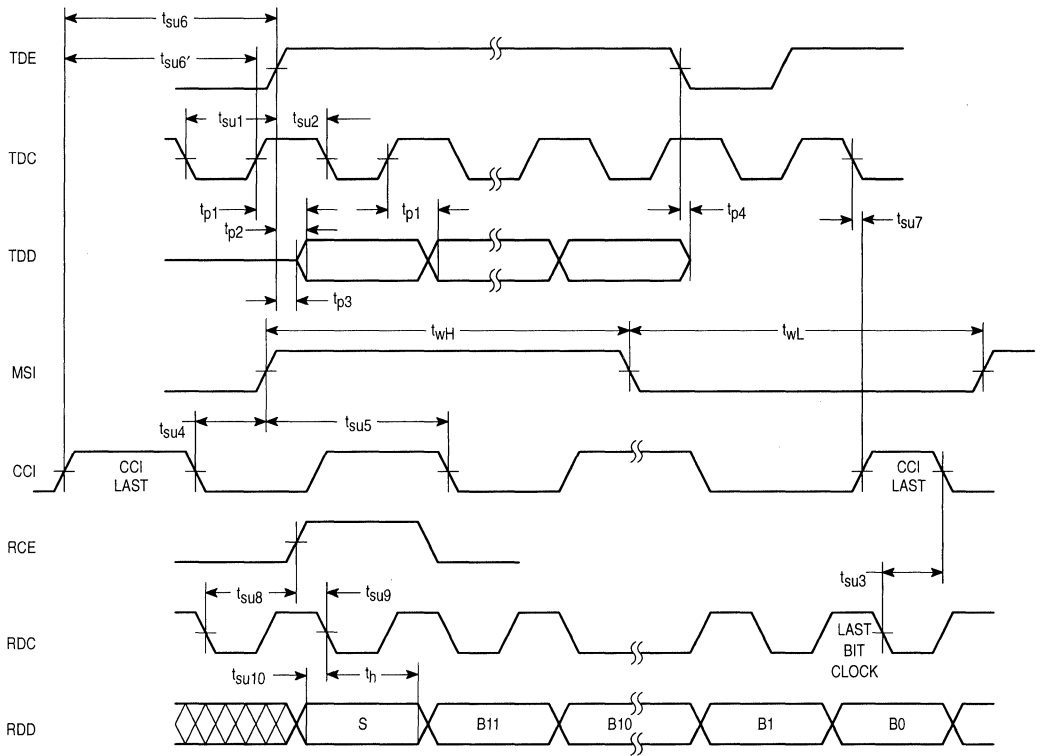 tsu6
TDE
tsu6′
tsu1
tsu2
TDC
tp1
tp1
tp4
tp2
tsu7
TDD
tp3
twH
twL
MSI
tsu4
tsu5
CCI
CCI
LAST
CCI
LAST
RCE
tsu3
tsu8
tsu9
RDC
LAST
BIT
CLOCK
tsu10
th
RDD
S
B11
B10
B1
B0